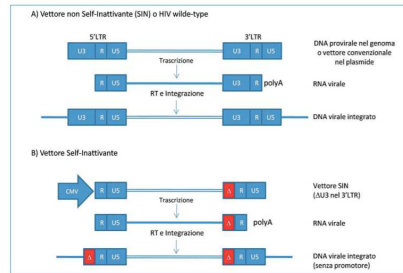 A) Vettore non Self-Inattivante (SIN) o HIV wilde-type
5'LTR
3'LTR
U3 R U5
U3 R U5
DNA provirale nel genoma
o vettore convenzionale
nel plasmide
Trascrizione
R U5
U3 R
polyA
RNA virale
RT e Integrazione
U3 R U5
U3 R U5
DNA virale integrato
B) Vettore Self-Inattivante
CMV
R U5
Δ R U5
Vettore SIN
(ΔU3 nel 3'LTR)
Trascrizione
R U5
Δ R
polyA
RNA virale
RT e Integrazione
Δ R U5
Δ R U5
DNA virale integrato
(senza promotore)